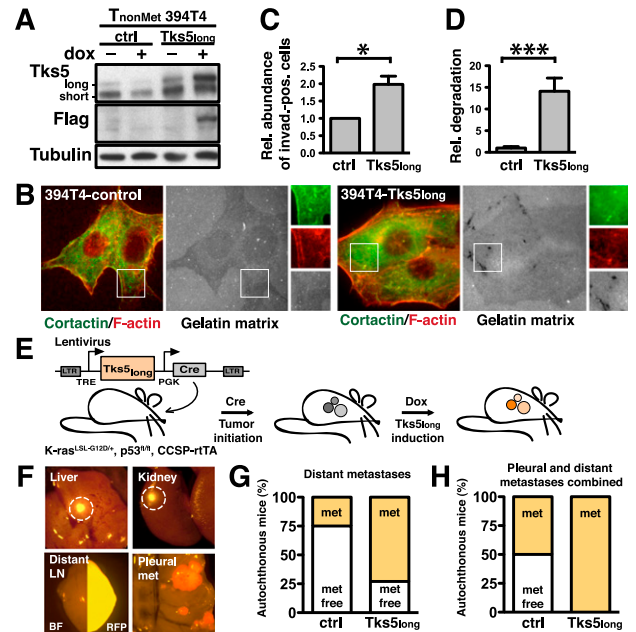 A
TnonMet 394T4
ctrl Tks5long
dox – + – +
Tks5
long
short
Flag
Tubulin
C
Rel. abundance
of invad.-pos. cells
2.5
2.0
1.5
1.0
0.5
0.0
*
ctrl Tks5long
D
Rel. degradation
20
15
10
5
0
***
ctrl Tks5long
B
394T4-control
394T4-Tks5long
Cortactin/F-actin Gelatin matrix
Cortactin/F-actin Gelatin matrix
E
Lentivirus
LTR Tks5long Cre LTR
TRE PGK
Cre
Tumor
initiation
Dox
Tks5long
induction
K-rasLSL-G12D/+, p53fl/fl, CCSP-rtTA
F
Liver
Kidney
Distant
LN
BF RFP
Pleural
met
G
Distant metastases
Autochthonous mice (%)
100
75
50
25
0
met met
met
free
met
free
ctrl Tks5long
H
Pleural and distant
metastases combined
Autochthonous mice (%)
100
75
50
25
0
met met
met
free
ctrl Tks5long